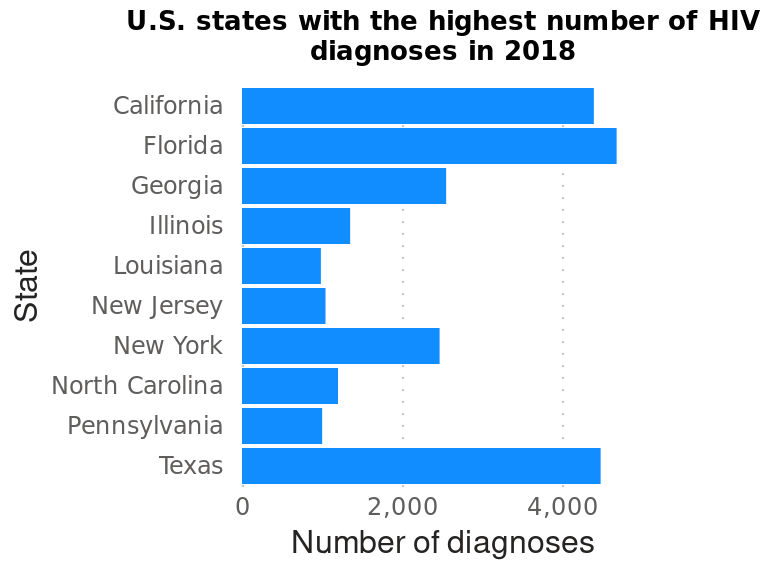 U.S. states with the highest number of HIV
diagnoses in 2018
California
Florida
Georgia
Illinois
Louisiana
New Jersey
New York
North Carolina
Pennsylvania
Texas
State
0 2,000 4,000
Number of diagnoses